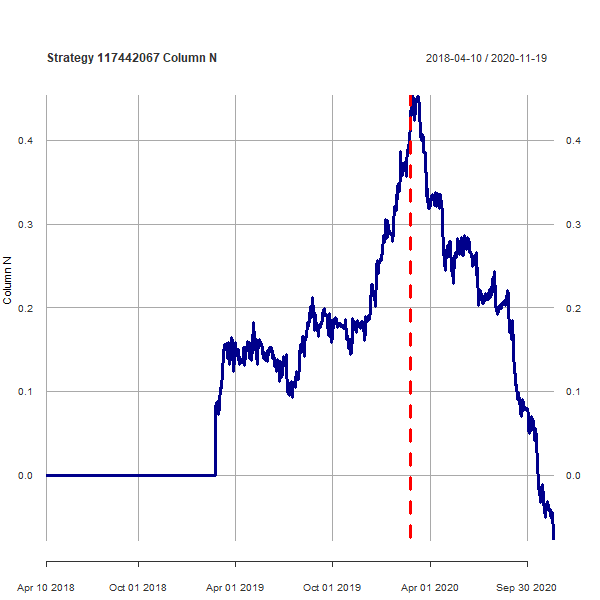 Strategy 117442067 Column N 2018-04-10 / 2020-11-19
0.4 0.4
0.3 0.3
Column N
0.2 0.2
0.1 0.1
0.0 0.0
Apr 10 2018 Oct 01 2018 Apr 01 2019 Oct 01 2019 Apr 01 2020 Sep 30 2020